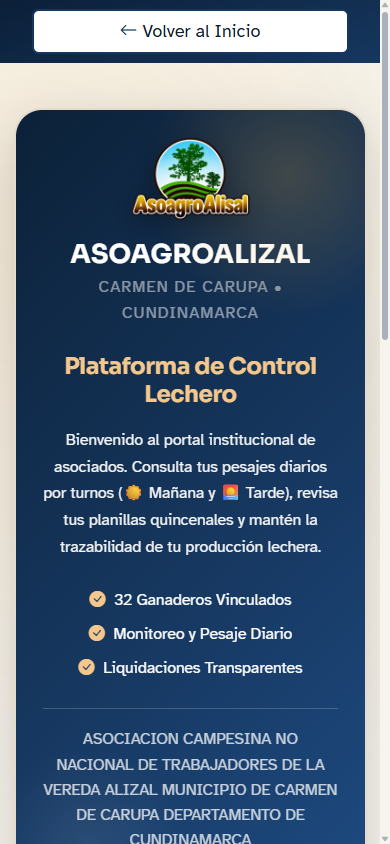 ← Volver al Inicio
AsoagroAlisal
ASOAGROALIZAL
CARMEN DE CARUPA •
CUNDINAMARCA
Plataforma de Control
Lechero
Bienvenido al portal institucional de
asociados. Consulta tus pesajes diarios
por turnos (🌞 Mañana y 🌅 Tarde), revisa
tus planillas quincenales y mantén la
trazabilidad de tu producción lechera.
32 Ganaderos Vinculados
Monitoreo y Pesaje Diario
Liquidaciones Transparentes
ASOCIACION CAMPESINA NO
NACIONAL DE TRABAJADORES DE LA
VEREDA ALIZAL MUNICIPIO DE CARMEN
DE CARUPA DEPARTAMENTO DE
CUNDINAMARCA